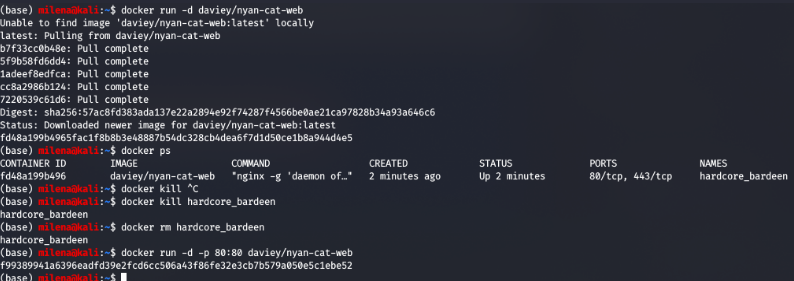 (base) milena@kali:~$ docker run -d daviey/nyan-cat-web
Unable to find image 'daviey/nyan-cat-web:latest' locally
latest: Pulling from daviey/nyan-cat-web
b7f33cc0b48e: Pull complete
5f9b58fd6dd4: Pull complete
1adeef8edfca: Pull complete
cc8a2986b124: Pull complete
7220539c61d6: Pull complete
Digest: sha256:57ac8fd383ada137e22a2894e92f74287f4566be0ae21ca97828b34a93a646c6
Status: Downloaded newer image for daviey/nyan-cat-web:latest
fd48a199b4965fac1f8b8b3e48887b54dc328cb4dea6f7d1d50ce1b8a944d4e5
(base) milena@kali:~$ docker ps
CONTAINER ID IMAGE COMMAND CREATED STATUS PORTS NAMES
fd48a199b496 daviey/nyan-cat-web "nginx -g 'daemon of…" 2 minutes ago Up 2 minutes 80/tcp, 443/tcp hardcore_bardeen
(base) milena@kali:~$ docker kill ^C
(base) milena@kali:~$ docker kill hardcore_bardeen
hardcore_bardeen
(base) milena@kali:~$ docker rm hardcore_bardeen
hardcore_bardeen
(base) milena@kali:~$ docker run -d -p 80:80 daviey/nyan-cat-web
f99389941a6396eadfd39e2fcd6cc506a43f86fe32e3cb7b579a050e5c1ebe52
(base) milena@kali:~$